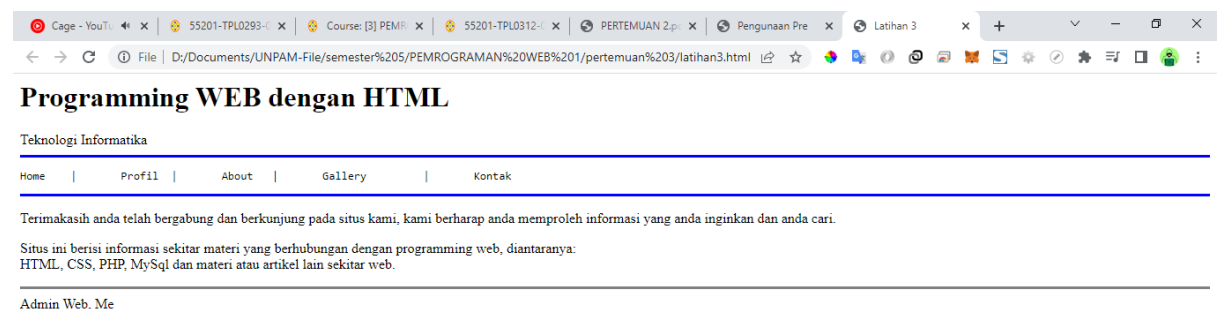 Cage - YouTu
55201-TPL0293-0
Course: [3] PEMR
55201-TPL0312-0
PERTEMUAN 2.pd
Pengunaan Pre
Latihan 3
File | D:/Documents/UNPAM-File/semester%205/PEMROGRAMAN%20WEB%201/pertemuan%203/latihan3.html
Programming WEB dengan HTML
Teknologi Informatika
Home | Profil | About | Gallery | Kontak
Terimakasih anda telah bergabung dan berkunjung pada situs kami, kami berharap anda memproleh informasi yang anda inginkan dan anda cari.
Situs ini berisi informasi sekitar materi yang berhubungan dengan programming web, diantaranya:
HTML, CSS, PHP, MySql dan materi atau artikel lain sekitar web.
Admin Web. Me